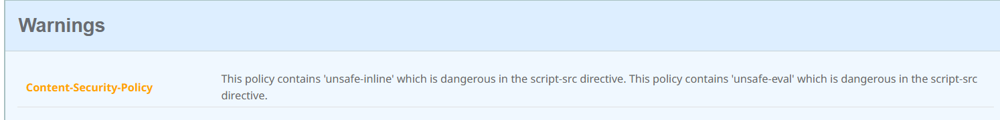 Warnings
This policy contains 'unsafe-inline' which is dangerous in the script-src directive. This policy contains 'unsafe-eval' which is dangerous in the script-src
Content-Security-Policy
directive.